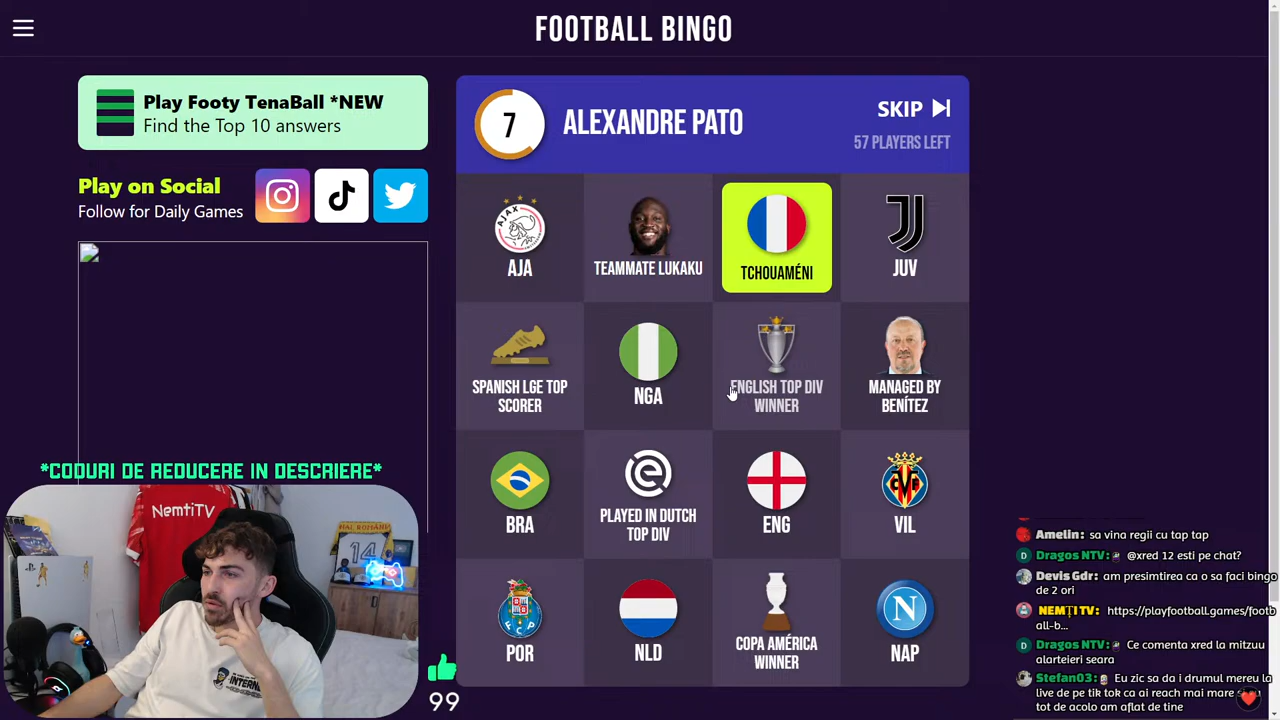 FOOTBALL BINGO
Play Footy TenaBall *NEW
Find the Top 10 answers
Play on Social
Follow for Daily Games
7
ALEXANDRE PATO
SKIP
57 PLAYERS LEFT
AJAX
AJA
TEAMMATE LUKAKU
TCHOUAMÉNI
JUV
SPANISH LGE TOP
SCORER
NGA
ENGLISH TOP DIV
WINNER
MANAGED BY
BENÍTEZ
BRA
PLAYED IN DUTCH
TOP DIV
ENG
VIL
POR
NLD
COPA AMÉRICA
WINNER
N
NAP
*CODURI DE REDUCERE IN DESCRIERE*
NemtiTV
14
99
Amelin: sa vina regii cu tap tap
Dragos NTV: @xred 12 esti pe chat?
Devis Gdr: am presimtirea ca o sa faci bingo
de 2 ori
NEMTI TV: https://playfootball.games/footb
all-b...
Dragos NTV: Ce comenta xred la mitzuu
alarteieri seara
Stefan03: Eu zic sa da i drumul mereu la
live de pe tik tok ca ai reach mai mare
tot de acolo am aflat de tine